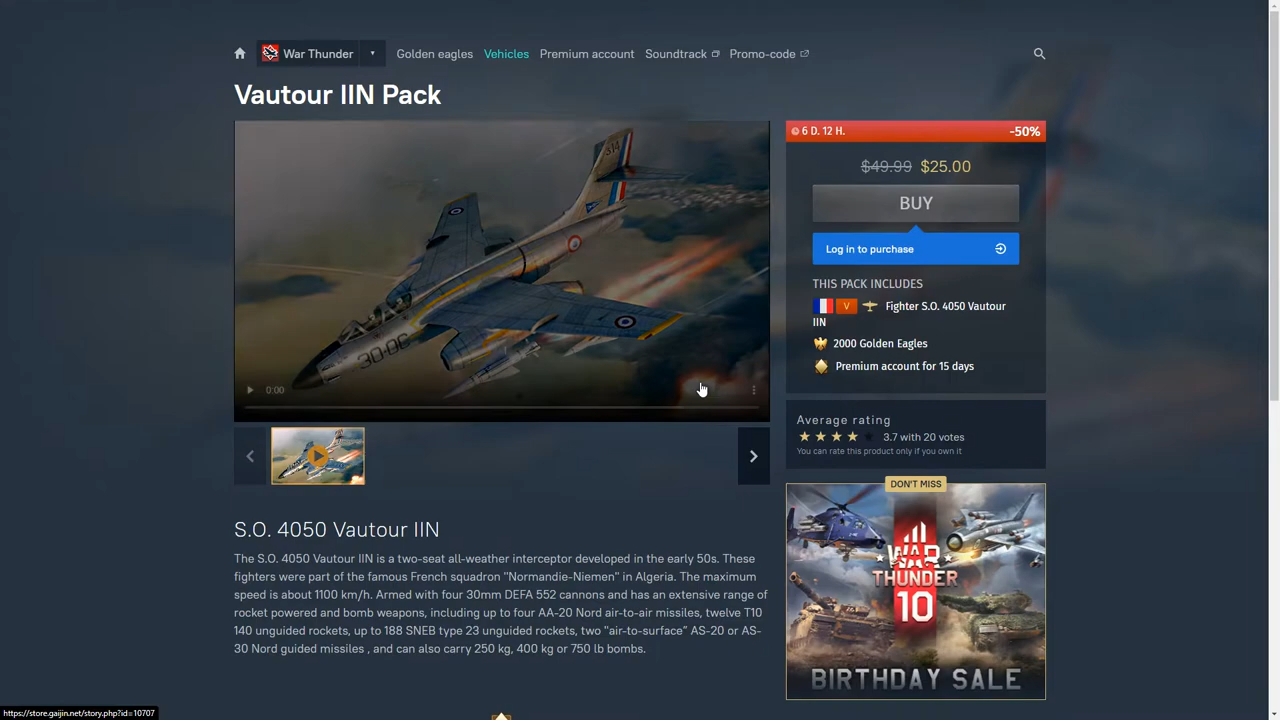 War Thunder
Golden eagles
Vehicles
Premium account
Soundtrack
Promo-code
Vautour IIN Pack
6 D. 12 H.
-50%
314
30-OG
0:00
$49.99 $25.00
BUY
Log in to purchase
THIS PACK INCLUDES
V Fighter S.O. 4050 Vautour
IIN
2000 Golden Eagles
Premium account for 15 days
Average rating
3.7 with 20 votes
You can rate this product only if you own it
DON'T MISS
WAR
THUNDER
10
BIRTHDAY SALE
S.O. 4050 Vautour IIN
The S.O. 4050 Vautour IIN is a two-seat all-weather interceptor developed in the early 50s. These
fighters were part of the famous French squadron "Normandie-Niemen" in Algeria. The maximum
speed is about 1100 km/h. Armed with four 30mm DEFA 552 cannons and has an extensive range of
rocket powered and bomb weapons, including up to four AA-20 Nord air-to-air missiles, twelve T10
140 unguided rockets, up to 188 SNEB type 23 unguided rockets, two "air-to-surface” AS-20 or AS-
30 Nord guided missiles , and can also carry 250 kg, 400 kg or 750 lb bombs.
https://store.gaijin.net/story.php?id=10707